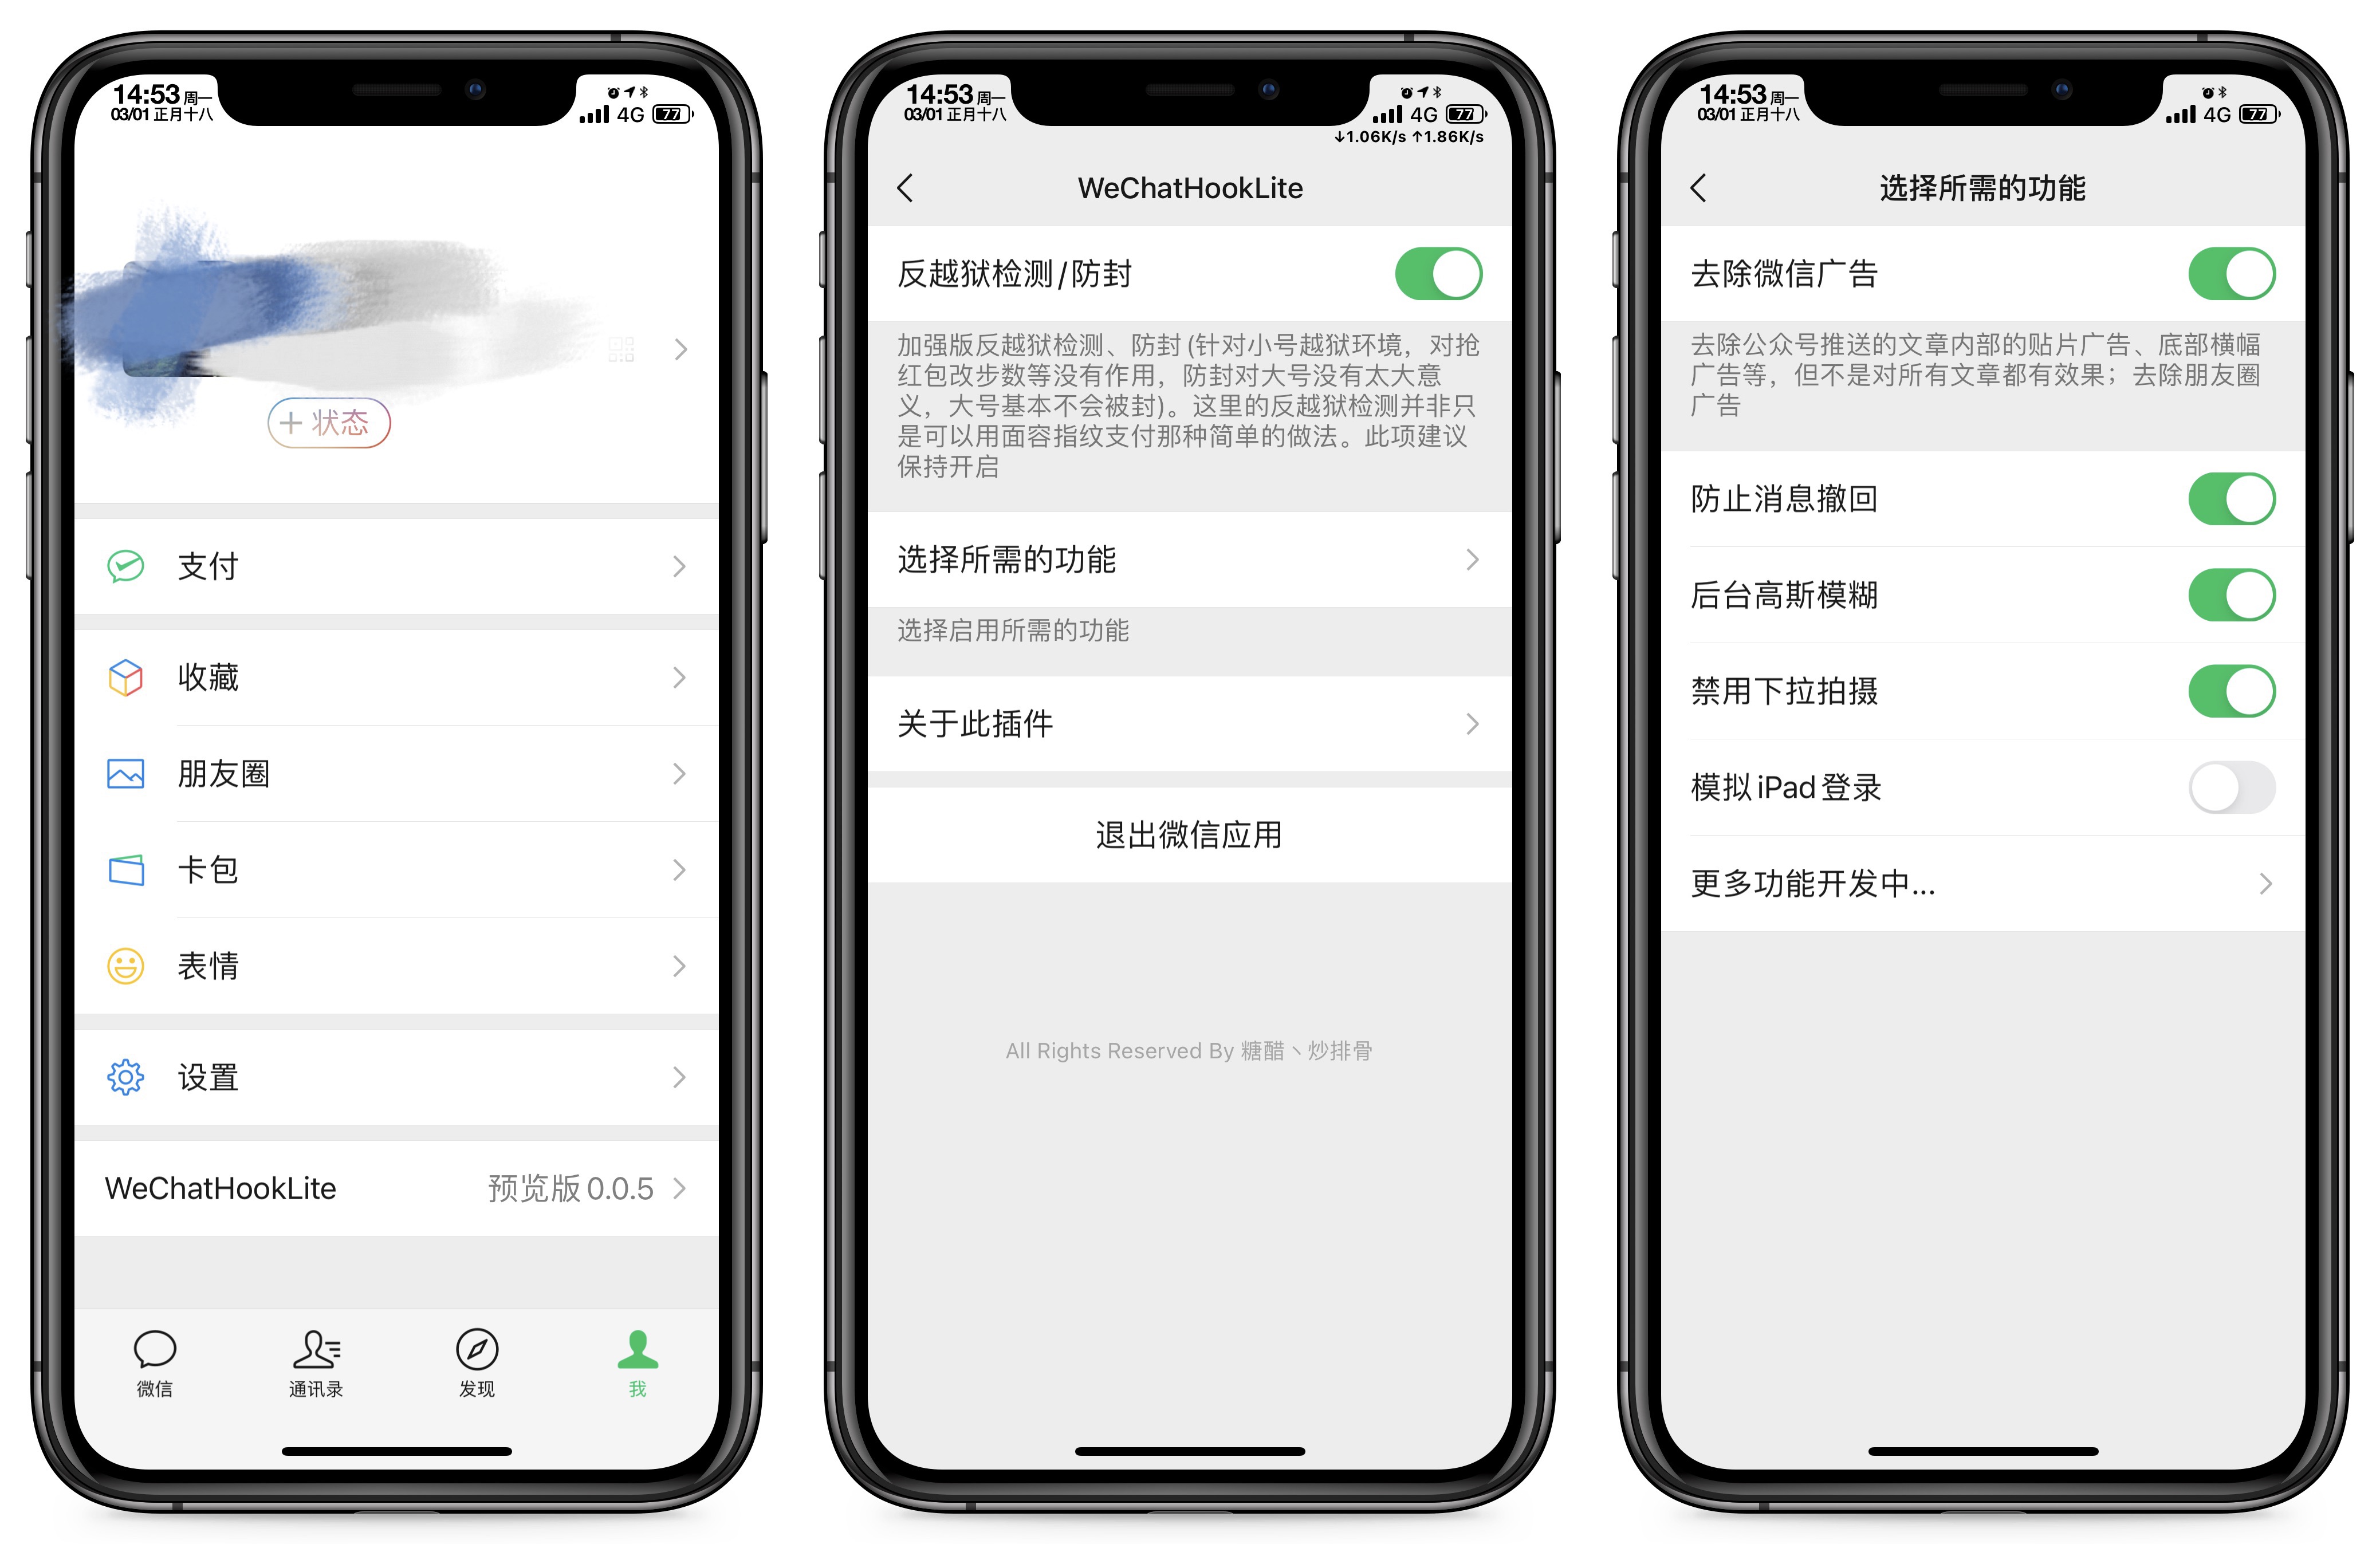 14:53 周一
03/01 正月十八
4G 77
+ 状态
支付
收藏
朋友圈
卡包
表情
设置
WeChatHookLite 预览版 0.0.5
微信 通讯录 发现 我
14:53 周一
03/01 正月十八
4G 77
↓1.06K/s ↑1.86K/s
WeChatHookLite
反越狱检测/防封
加强版反越狱检测、防封 (针对小号越狱环境，对抢
红包改步数等没有作用，防封对大号没有太大意
义，大号基本不会被封)。这里的反越狱检测并非只
是可以用面容指纹支付那种简单的做法。此项建议
保持开启
选择所需的功能
选择启用所需的功能
关于此插件
退出微信应用
All Rights Reserved By 糖醋丶炒排骨
14:53 周一
03/01 正月十八
4G 77
选择所需的功能
去除微信广告
去除公众号推送的文章内部的贴片广告、底部横幅
广告等，但不是对所有文章都有效果；去除朋友圈
广告
防止消息撤回
后台高斯模糊
禁用下拉拍摄
模拟 iPad 登录
更多功能开发中...